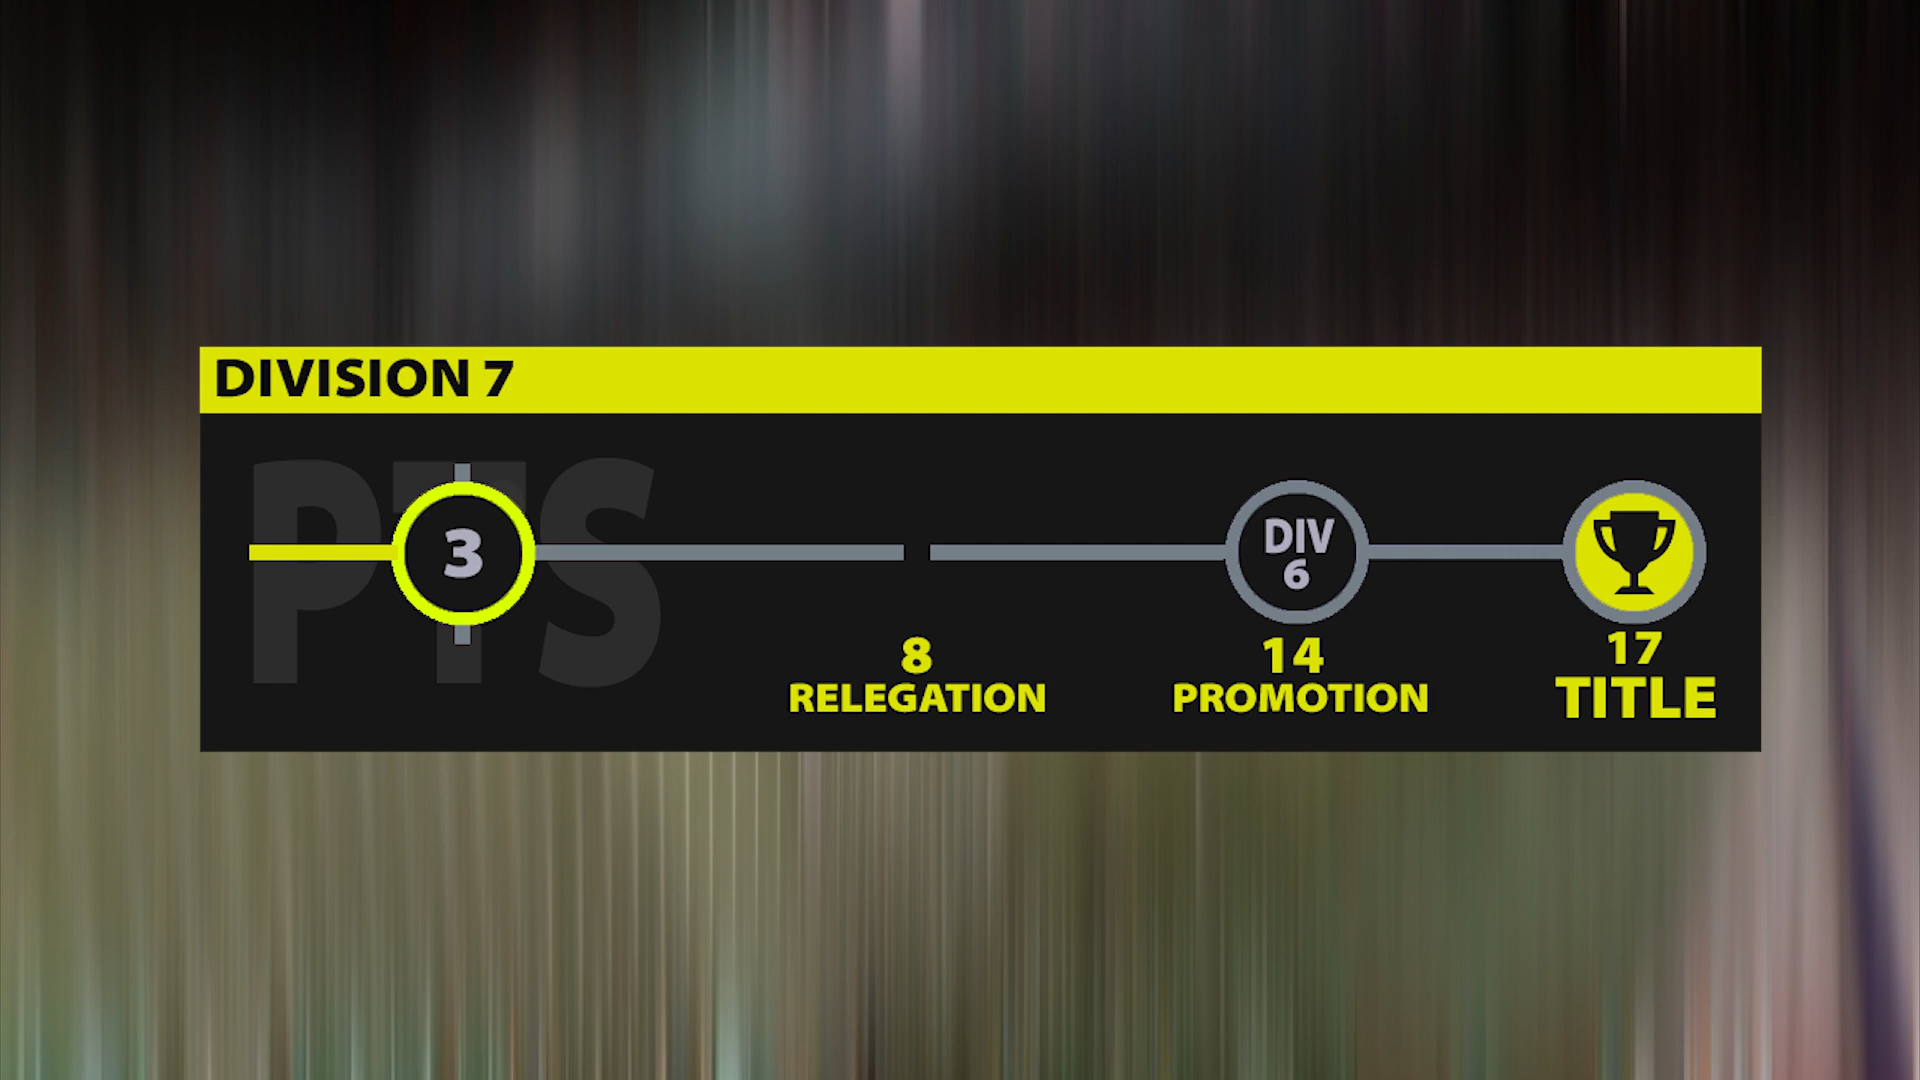 DIVISION 7
PTS
3
DIV
6
8
RELEGATION
14
PROMOTION
17
TITLE